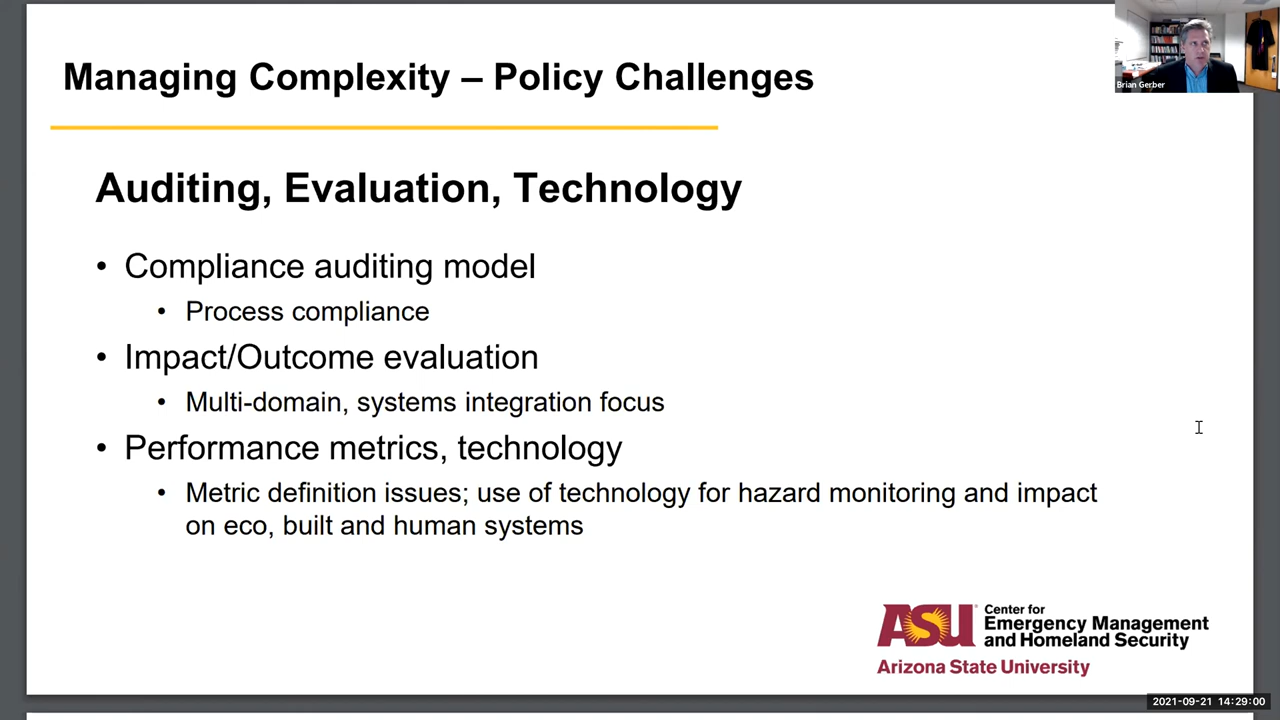 Managing Complexity – Policy Challenges
Brian Gerber
Auditing, Evaluation, Technology
• Compliance auditing model
• Process compliance
• Impact/Outcome evaluation
• Multi-domain, systems integration focus
• Performance metrics, technology
• Metric definition issues; use of technology for hazard monitoring and impact
on eco, built and human systems
ASU
Center for
Emergency Management
and Homeland Security
Arizona State University
2021-09-21 14:29:00